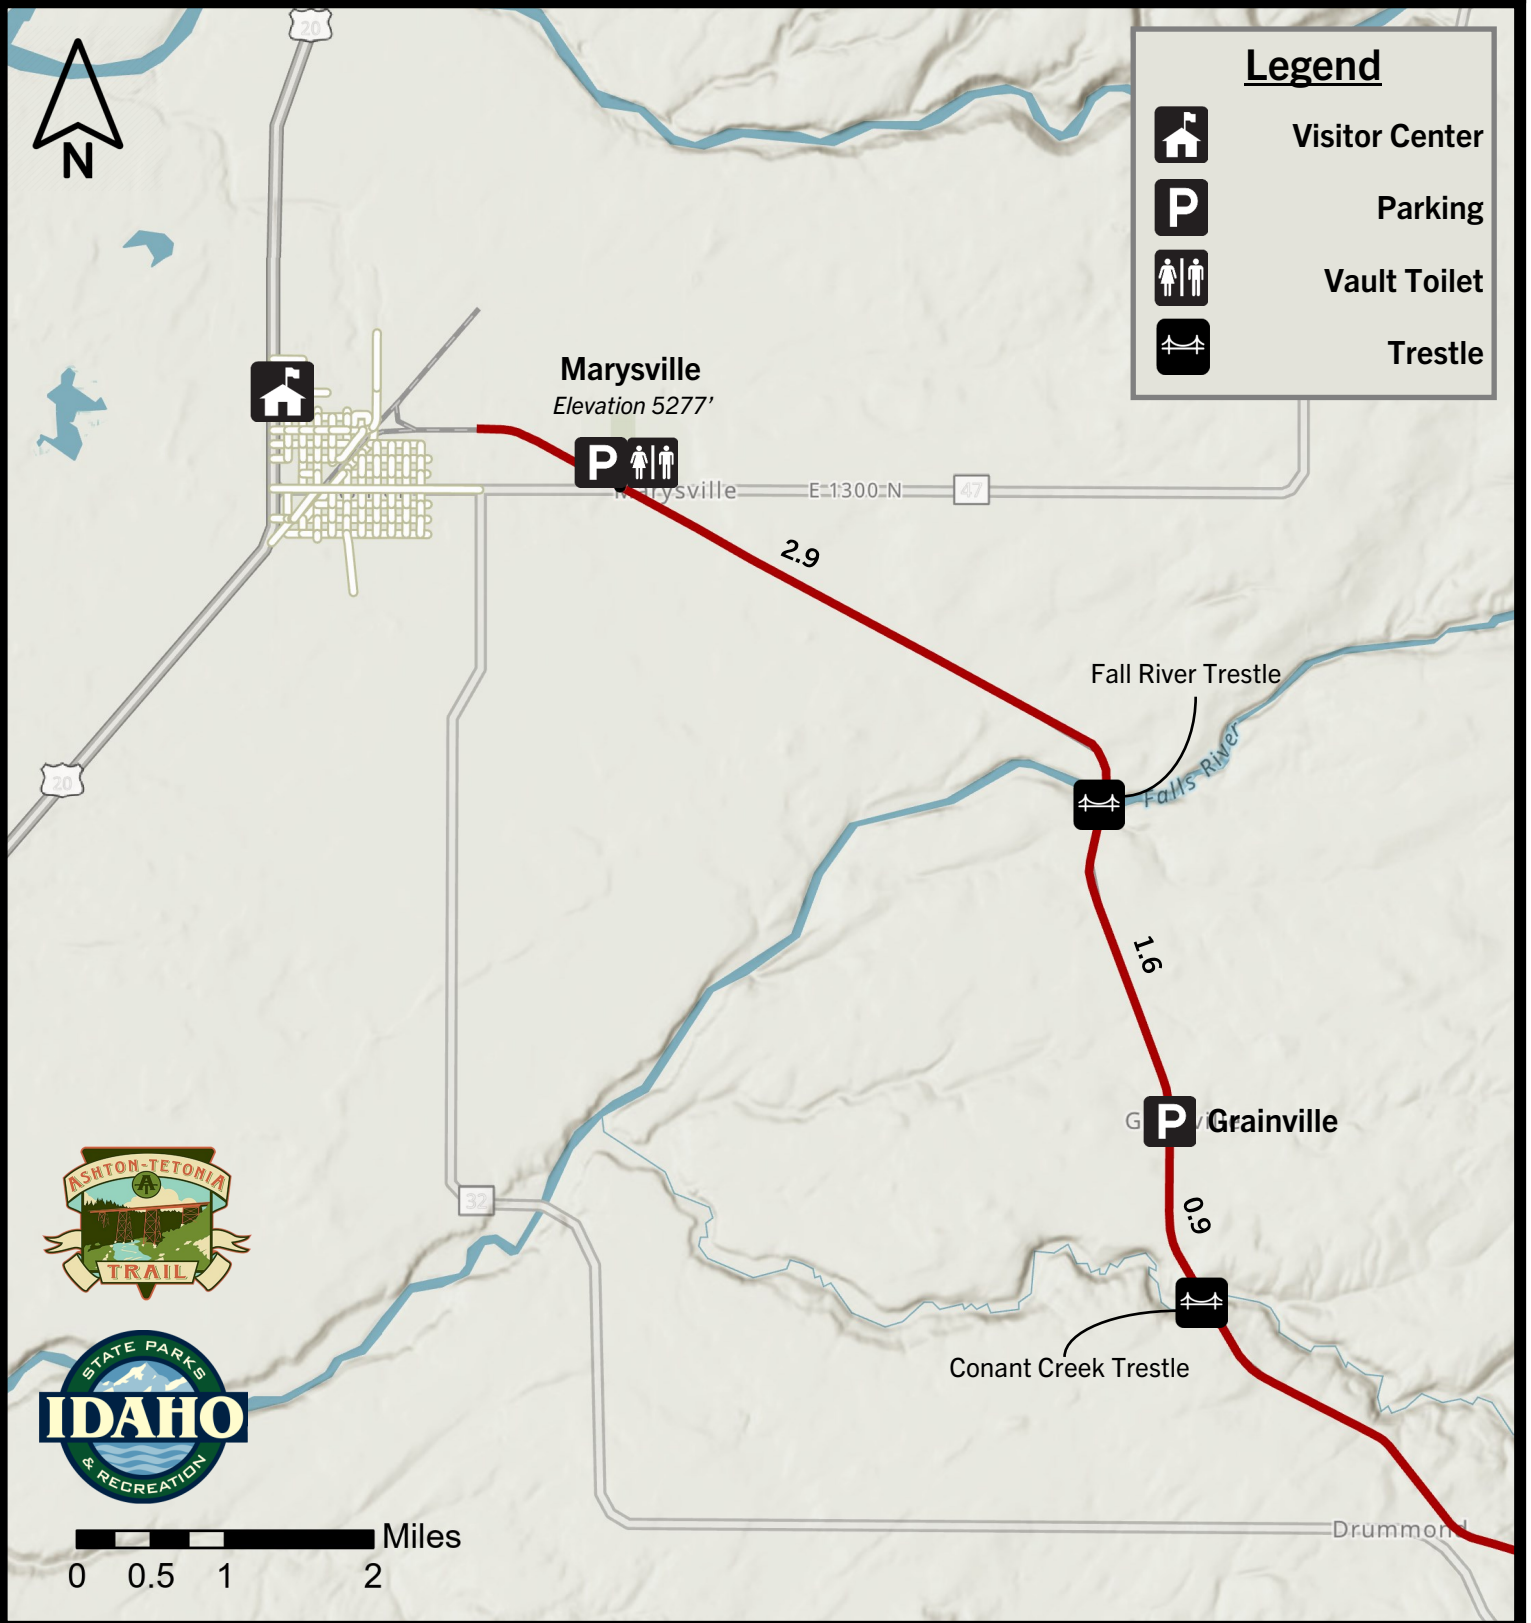 20
N
Legend
Visitor Center
Parking
Vault Toilet
Trestle
Marysville
Elevation 5277'
Marysville
E 1300 N
47
2.9
Fall River Trestle
Falls River
20
1.6
Grainville
0.9
32
ASHTON-TETONIA
TRAIL
Conant Creek Trestle
STATE PARKS
IDAHO
& RECREATION
Drummond
Miles
0 0.5 1 2